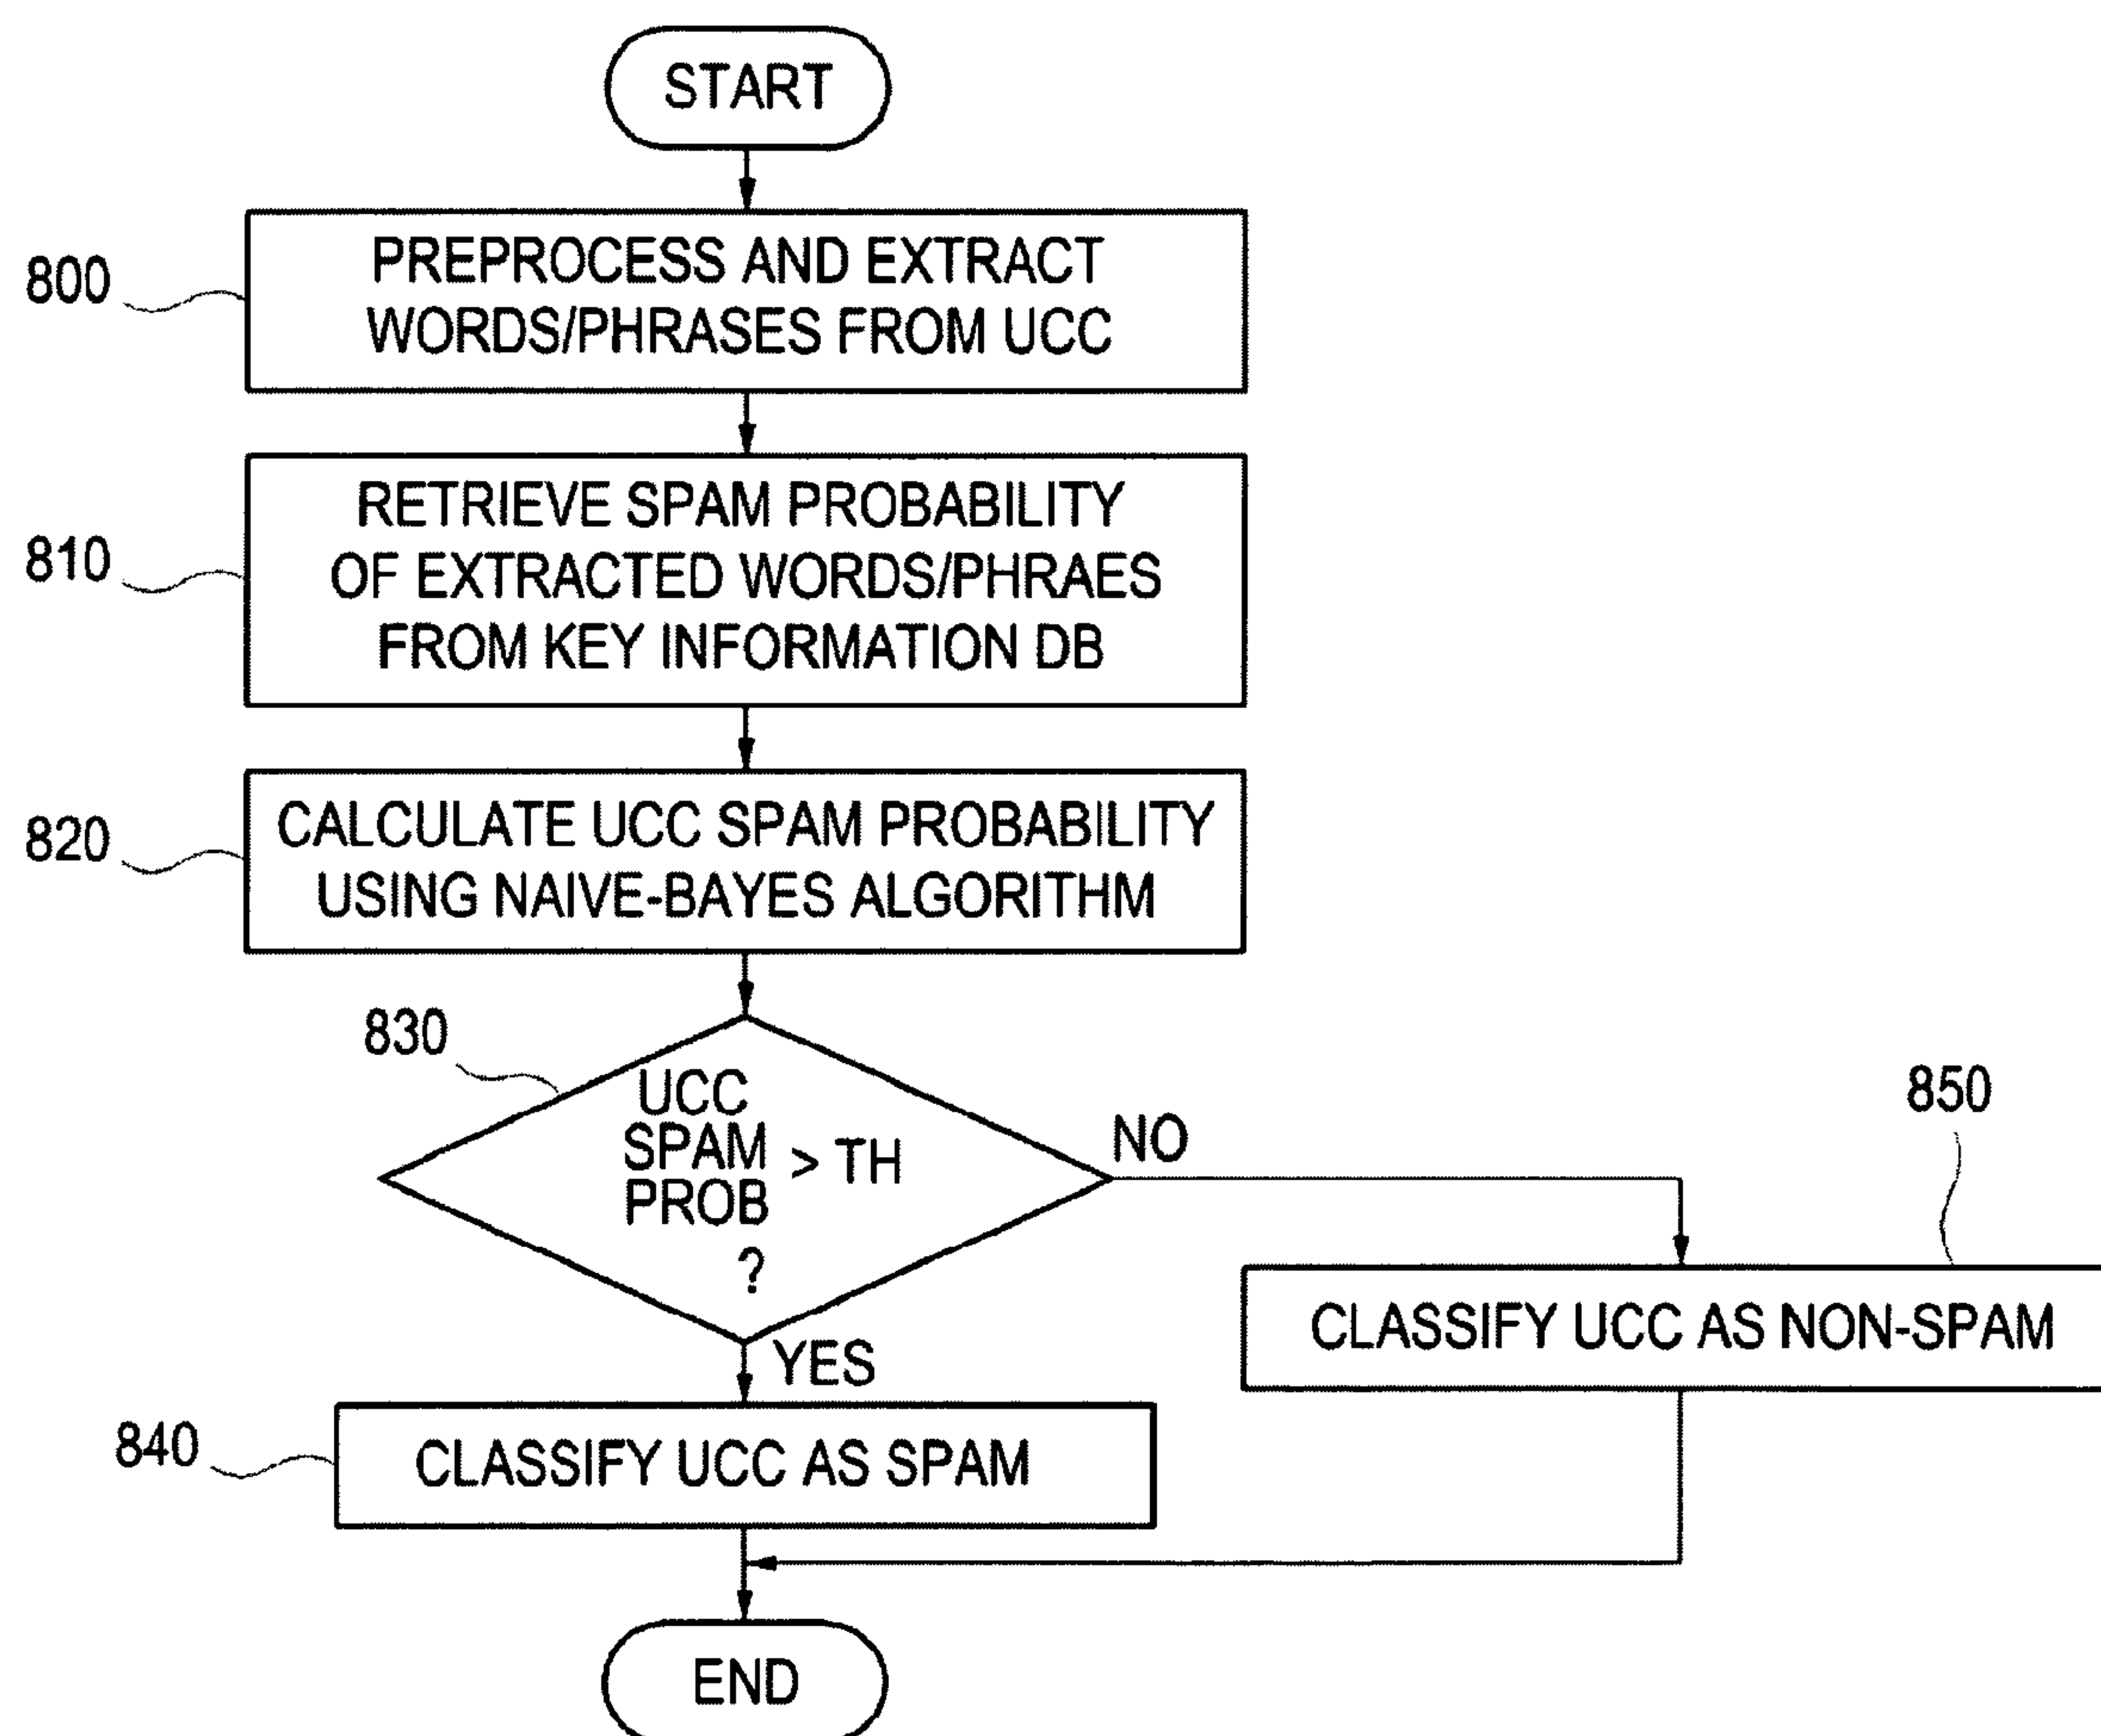 START
800
PREPROCESS AND EXTRACT
WORDS/PHRASES FROM UCC
810
RETRIEVE SPAM PROBABILITY
OF EXTRACTED WORDS/PHRAES
FROM KEY INFORMATION DB
820
CALCULATE UCC SPAM PROBABILITY
USING NAIVE-BAYES ALGORITHM
830
UCC
SPAM
PROB
> TH
?
NO
850
CLASSIFY UCC AS NON-SPAM
YES
840
CLASSIFY UCC AS SPAM
END